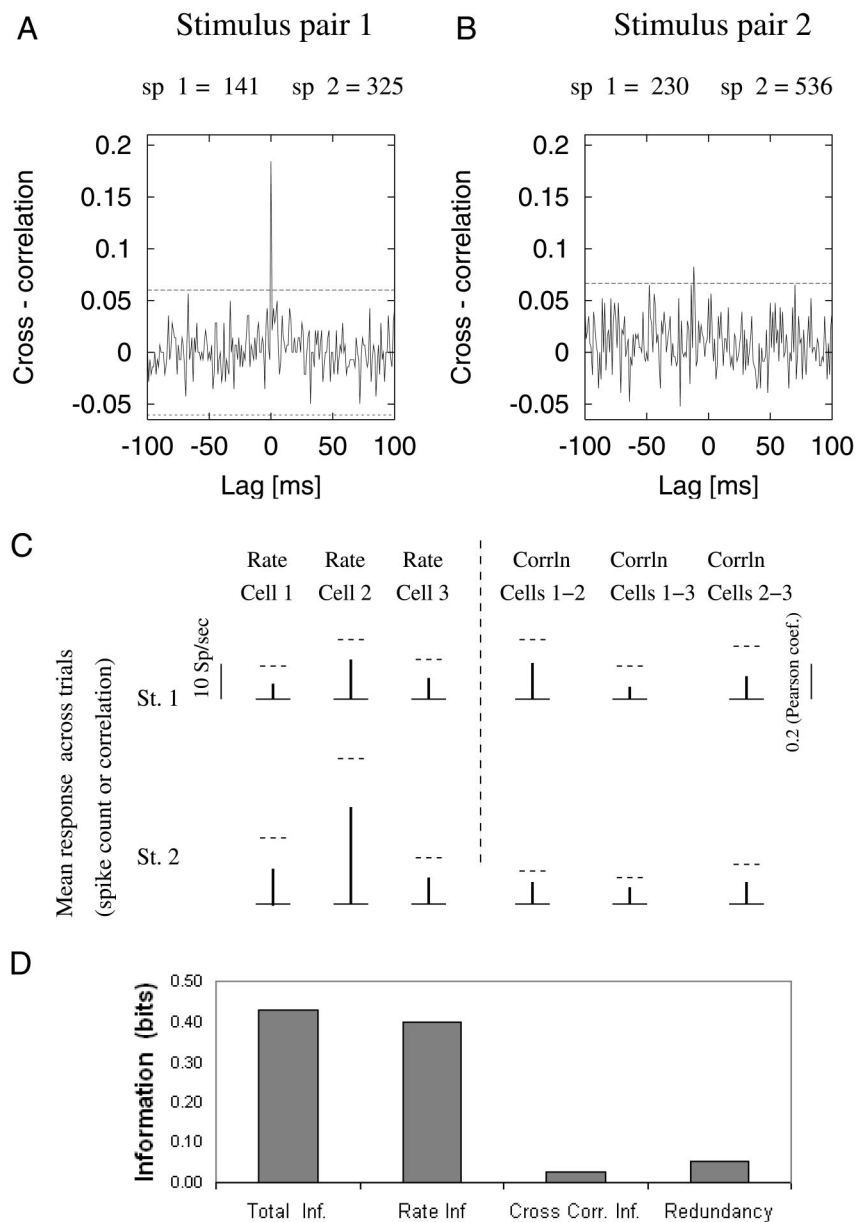 A
Stimulus pair 1
sp 1 = 141 sp 2 = 325
Cross - correlation
0.2
0.15
0.1
0.05
0
-0.05
-100 -50 0 50 100
Lag [ms]
B
Stimulus pair 2
sp 1 = 230 sp 2 = 536
Cross - correlation
0.2
0.15
0.1
0.05
0
-0.05
-100 -50 0 50 100
Lag [ms]
C
Rate Rate Rate Corrln Corrln Corrln
Cell 1 Cell 2 Cell 3 Cells 1–2 Cells 1–3 Cells 2–3
Mean response across trials
(spike count or correlation)
10 Sp/sec
St. 1
0.2 (Pearson coef.)
St. 2
D
Information (bits)
0.50
0.40
0.30
0.20
0.10
0.00
Total Inf. Rate Inf Cross Corr. Inf. Redundancy